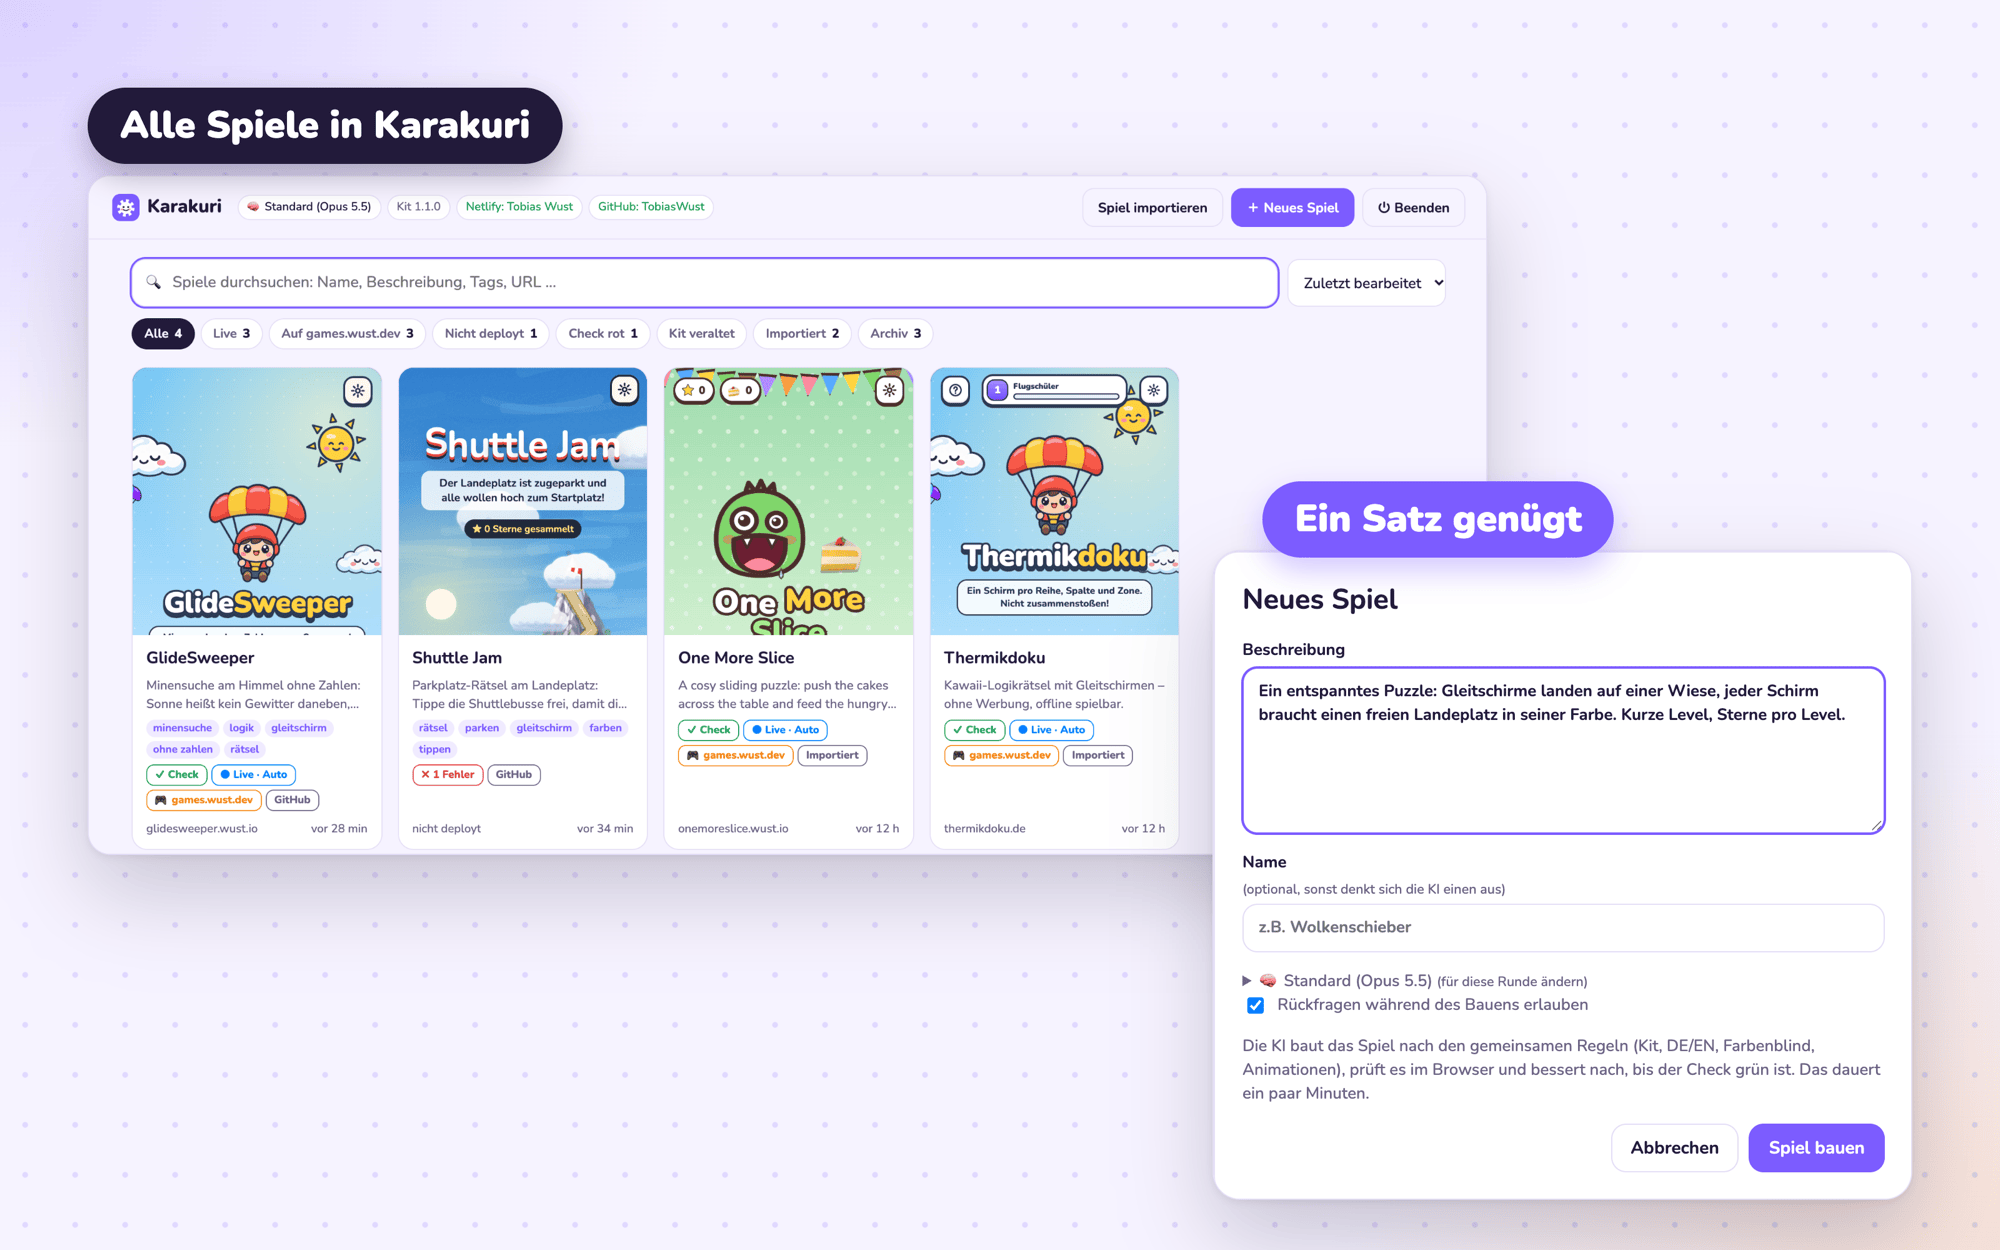 Alle Spiele in Karakuri
Karakuri
Standard (Opus 5.5)
Kit 1.1.0
Netlify: Tobias Wust
GitHub: TobiasWust
Spiel importieren
+ Neues Spiel
Beenden
Spiele durchsuchen: Name, Beschreibung, Tags, URL ...
Zuletzt bearbeitet
Alle 4
Live 3
Auf games.wust.dev 3
Nicht deployt 1
Check rot 1
Kit veraltet
Importiert 2
Archiv 3
GlideSweeper
GlideSweeper
Minensuche am Himmel ohne Zahlen:
Sonne heißt kein Gewitter daneben,...
minensuche
logik
gleitschirm
ohne zahlen
rätsel
✓ Check
Live · Auto
games.wust.dev
GitHub
glidesweeper.wust.io
vor 28 min
Shuttle Jam
Der Landeplatz ist zugeparkt und
alle wollen hoch zum Startplatz!
0 Sterne gesammelt
Shuttle Jam
Parkplatz-Rätsel am Landeplatz:
Tippe die Shuttlebusse frei, damit di...
rätsel
parken
gleitschirm
farben
tippen
✕ 1 Fehler
GitHub
nicht deployt
vor 34 min
0
0
One More
Slice
One More Slice
A cosy sliding puzzle: push the cakes
across the table and feed the hungry...
✓ Check
Live · Auto
games.wust.dev
Importiert
onemoreslice.wust.io
vor 12 h
?
1
Flugschüler
Thermikdoku
Ein Schirm pro Reihe, Spalte und Zone.
Nicht zusammenstoßen!
Thermikdoku
Kawaii-Logikrätsel mit Gleitschirmen –
ohne Werbung, offline spielbar.
✓ Check
Live · Auto
games.wust.dev
Importiert
thermikdoku.de
vor 12 h
Ein Satz genügt
Neues Spiel
Beschreibung
Ein entspanntes Puzzle: Gleitschirme landen auf einer Wiese, jeder Schirm
braucht einen freien Landeplatz in seiner Farbe. Kurze Level, Sterne pro Level.
Name
(optional, sonst denkt sich die KI einen aus)
z.B. Wolkenschieber
Standard (Opus 5.5) (für diese Runde ändern)
Rückfragen während des Bauens erlauben
Die KI baut das Spiel nach den gemeinsamen Regeln (Kit, DE/EN, Farbenblind,
Animationen), prüft es im Browser und bessert nach, bis der Check grün ist. Das dauert
ein paar Minuten.
Abbrechen
Spiel bauen